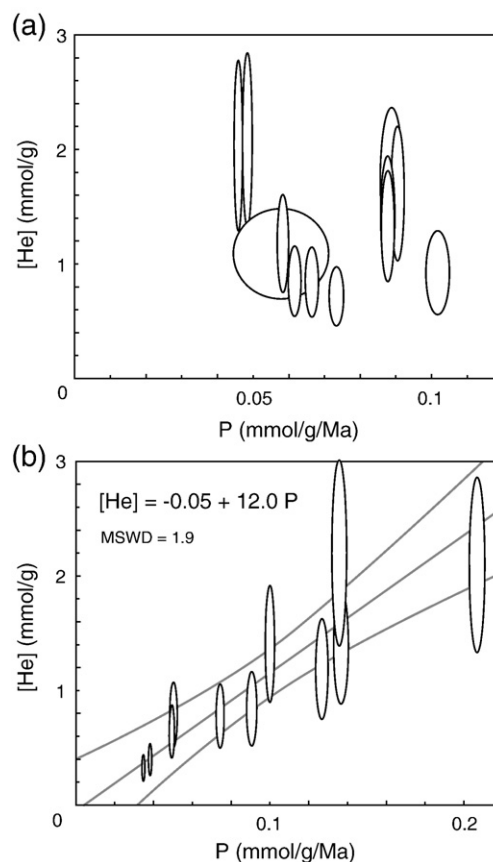 (a)
3
2
1
0
[He] (mmol/g)
0.05
0.1
P (mmol/g/Ma)
(b)
3
[He] = -0.05 + 12.0 P
MSWD = 1.9
2
1
0
[He] (mmol/g)
0.1
0.2
P (mmol/g/Ma)